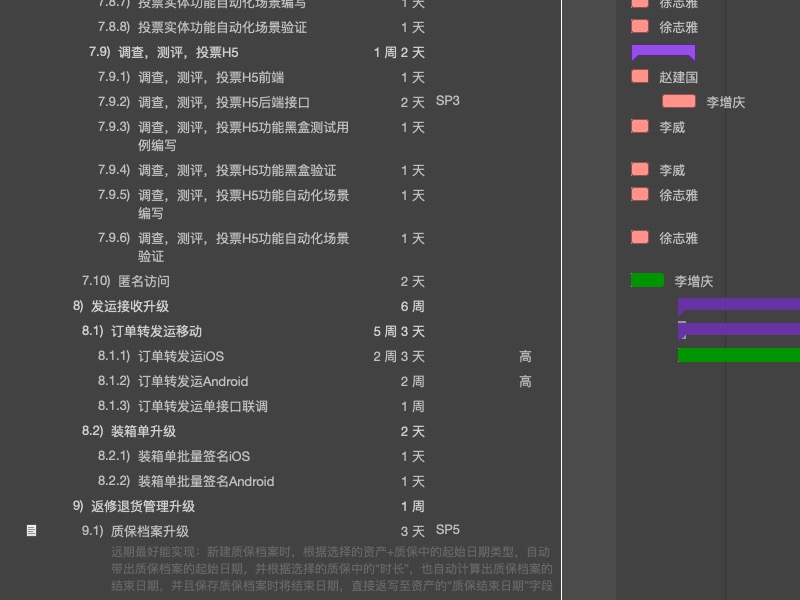 7.8.7) 投票实体功能自动化场景编写 1 天 徐志雅
7.8.8) 投票实体功能自动化场景验证 1 天 徐志雅
7.9) 调查，测评，投票H5 1 周 2 天
7.9.1) 调查，测评，投票H5前端 1 天 赵建国
7.9.2) 调查，测评，投票H5后端接口 2 天 SP3 李增庆
7.9.3) 调查，测评，投票H5功能黑盒测试用 1 天 李威
例编写
7.9.4) 调查，测评，投票H5功能黑盒验证 1 天 李威
7.9.5) 调查，测评，投票H5功能自动化场景 1 天 徐志雅
编写
7.9.6) 调查，测评，投票H5功能自动化场景 1 天 徐志雅
验证
7.10) 匿名访问 2 天 李增庆
8) 发运接收升级 6 周
8.1) 订单转发运移动 5 周 3 天
8.1.1) 订单转发运iOS 2 周 3 天 高
8.1.2) 订单转发运Android 2 周 高
8.1.3) 订单转发运单接口联调 1 周
8.2) 装箱单升级 2 天
8.2.1) 装箱单批量签名iOS 1 天
8.2.2) 装箱单批量签名Android 1 天
9) 返修退货管理升级 1 周
9.1) 质保档案升级 3 天 SP5
远期最好能实现：新建质保档案时，根据选择的资产+质保中的起始日期类型，自动
带出质保档案的起始日期，并根据选择的质保中的“时长”，也自动计算出质保档案的
结束日期，并且保存质保档案时将结束日期，直接返写至资产的“质保结束日期”字段